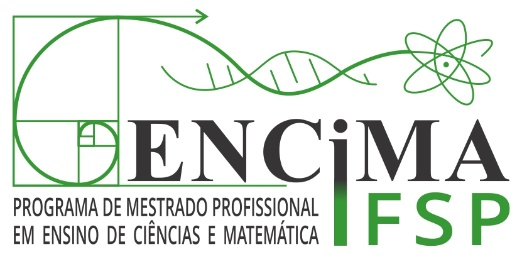 ENCiMA
PROGRAMA DE MESTRADO PROFISSIONAL
EM ENSINO DE CIÊNCIAS E MATEMÁTICA
IFSP